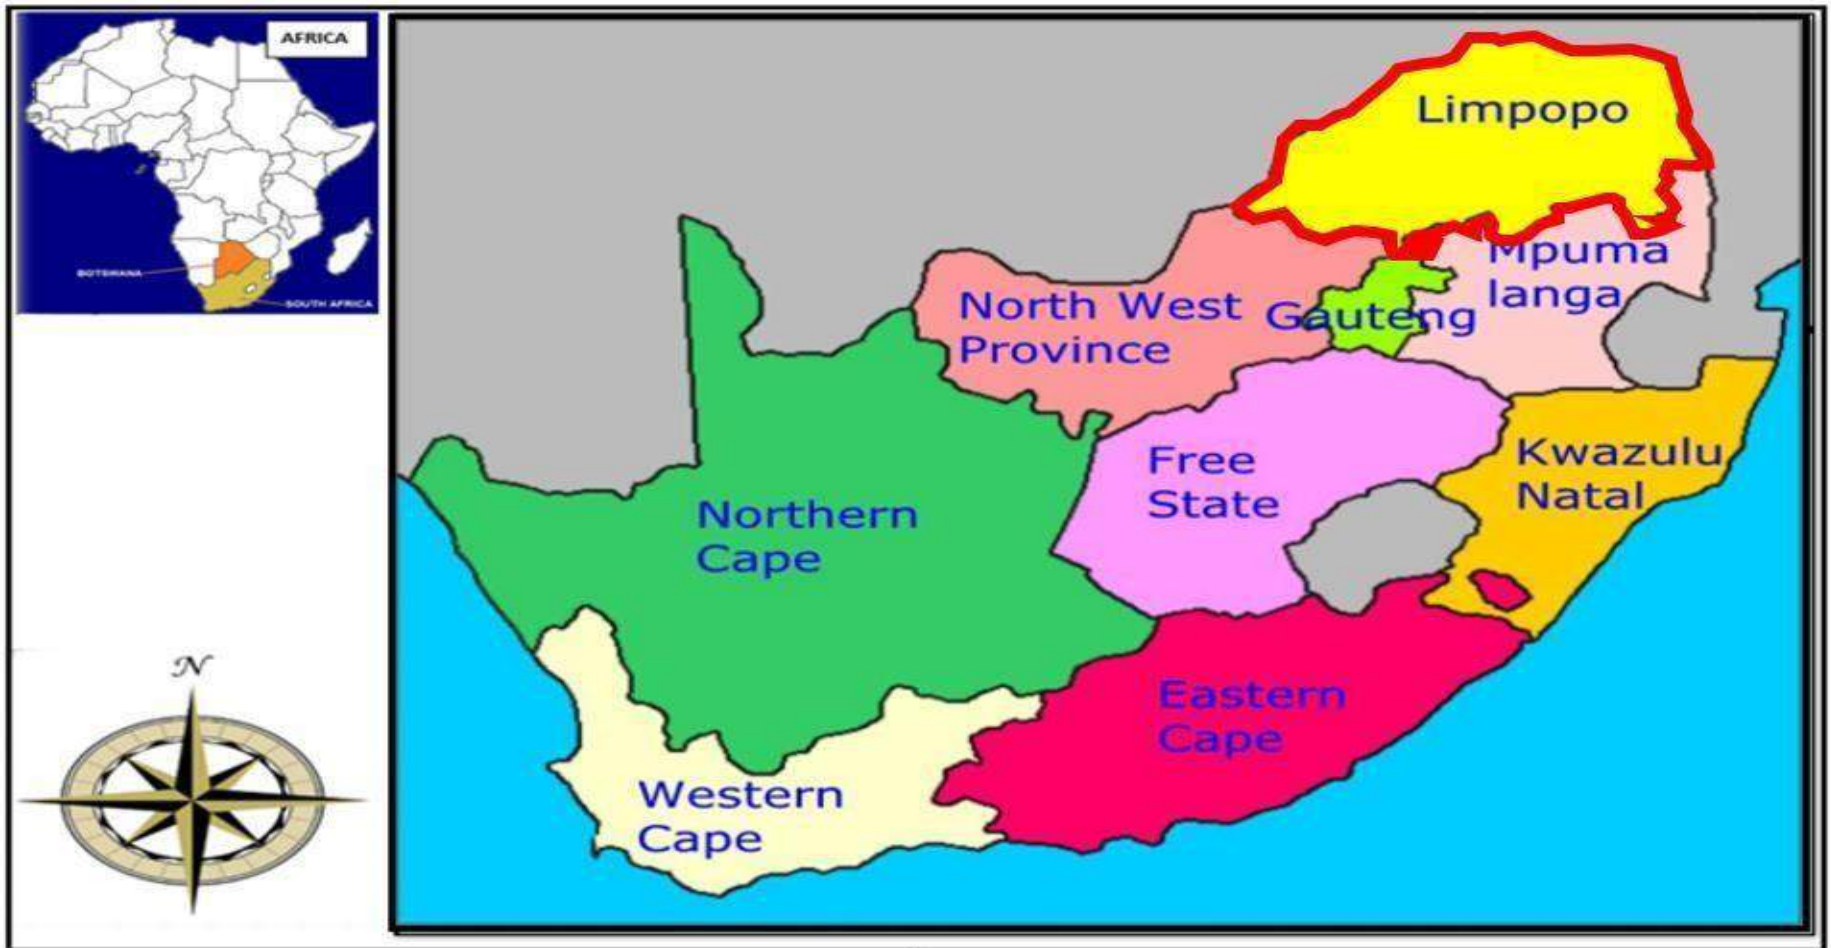 AFRICA
BOTSWANA
SOUTH AFRICA
N
Limpopo
Mpuma
langa
North West
Province
Gauteng
Free
State
Kwazulu
Natal
Northern
Cape
Eastern
Cape
Western
Cape